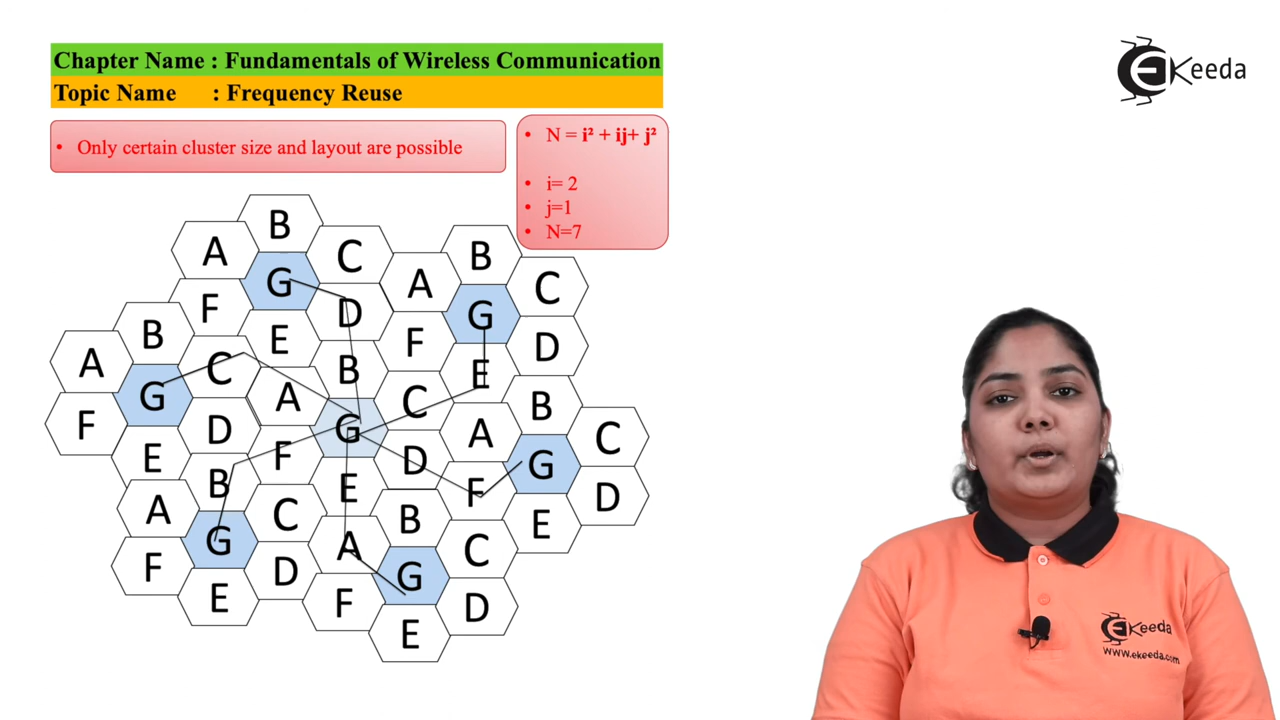 Chapter Name : Fundamentals of Wireless Communication
Topic Name : Frequency Reuse
eKeeda
• Only certain cluster size and layout are possible
• N = i² + ij+ j²
• i= 2
• j=1
• N=7
B
A
C
B
G
A
C
F
D
G
B
E
F
D
A
C
B
E
G
A
C
B
F
D
G
A
C
E
F
D
G
B
E
F
D
A
C
B
G
E
A
C
F
D
G
B
E
F
D
A
C
G
E
F
D
E
eKeeda
www.ekeeda.com